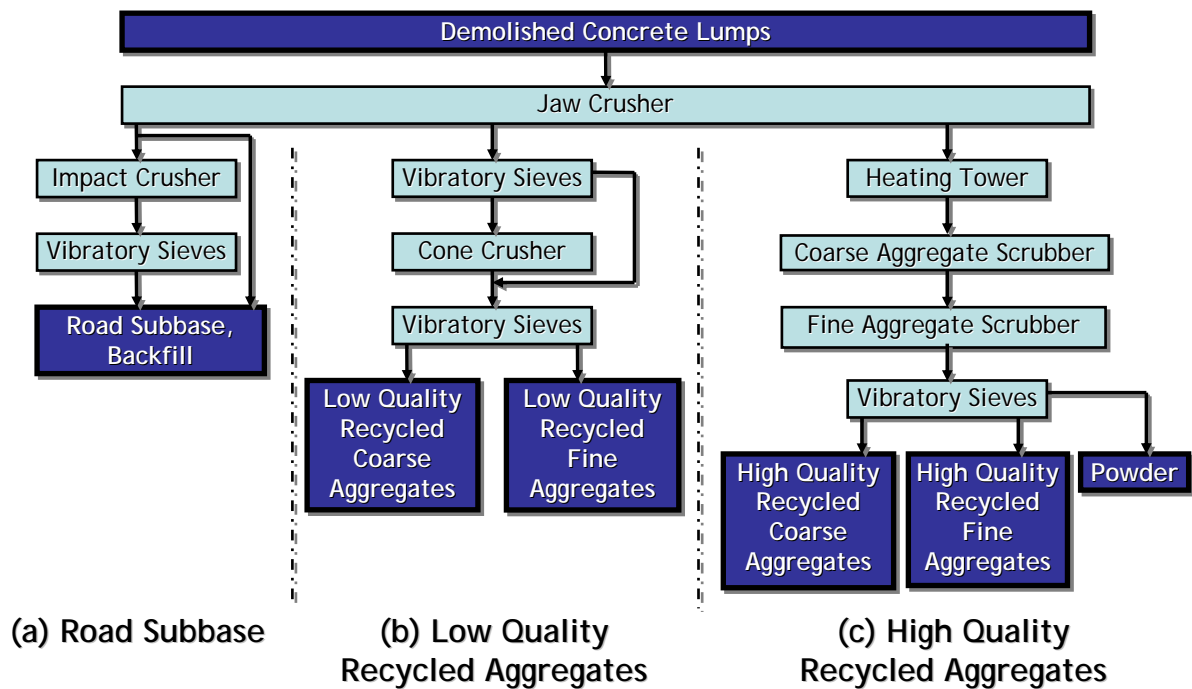 Demolished Concrete Lumps
Jaw Crusher
Impact Crusher
Vibratory Sieves
Road Subbase,
Backfill
Vibratory Sieves
Cone Crusher
Vibratory Sieves
Low Quality
Recycled
Coarse
Aggregates
Low Quality
Recycled
Fine
Aggregates
Heating Tower
Coarse Aggregate Scrubber
Fine Aggregate Scrubber
Vibratory Sieves
High Quality
Recycled
Coarse
Aggregates
High Quality
Recycled
Fine
Aggregates
Powder
(a) Road Subbase
(b) Low Quality
Recycled Aggregates
(c) High Quality
Recycled Aggregates